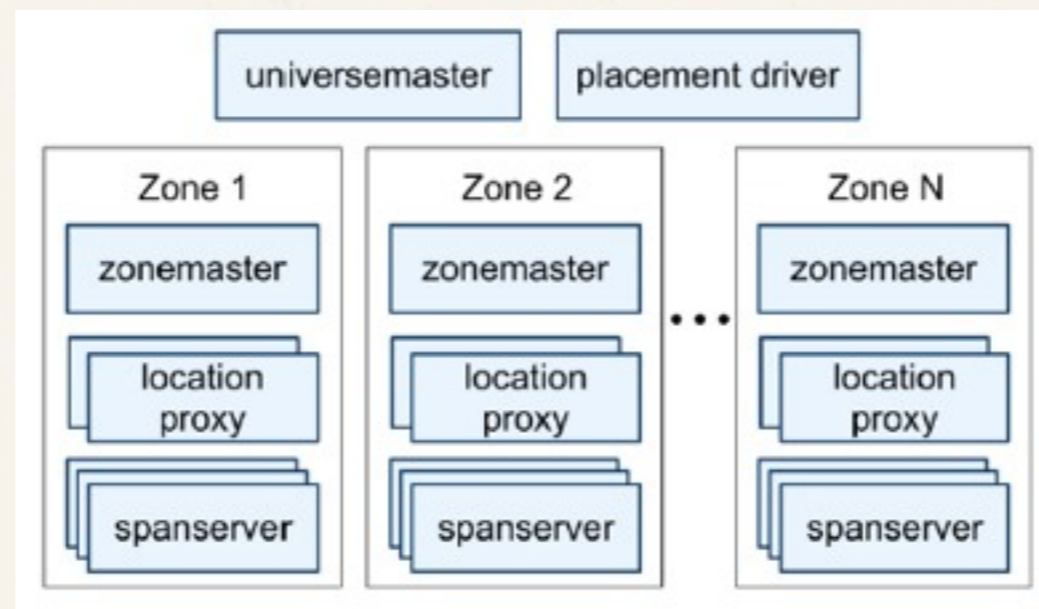 universemaster placement driver
Zone 1 Zone 2 Zone N
zonemaster zonemaster zonemaster
...
location location location
proxy proxy proxy
spanserver spanserver spanserver